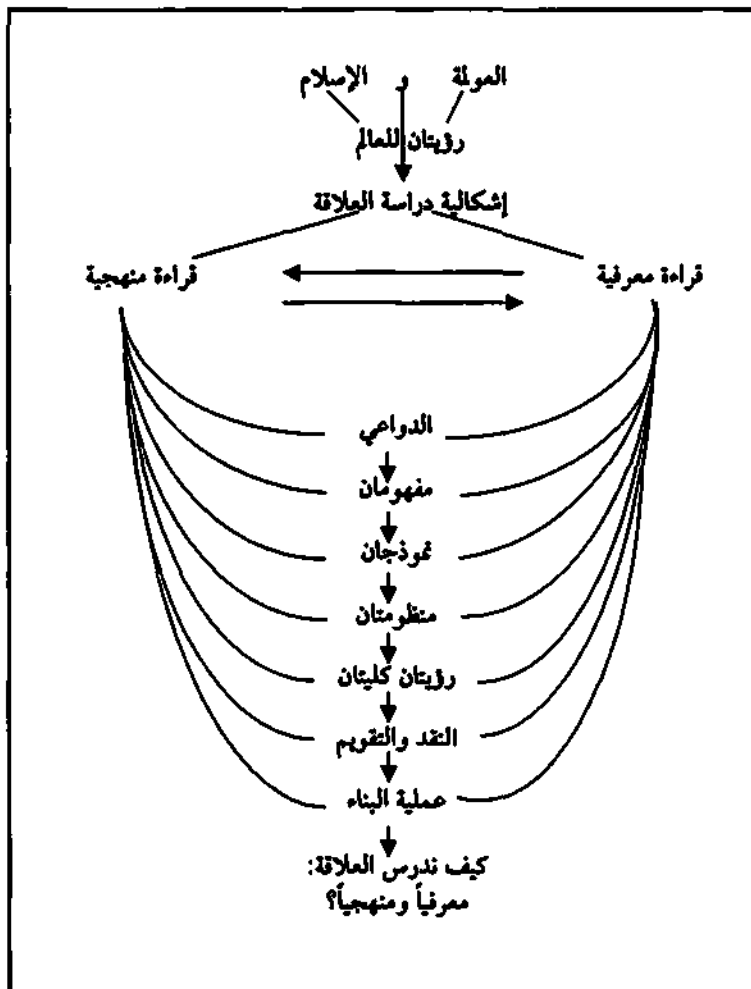 العولمة و الإسلام
رؤيتان للعالم
إشكالية دراسة العلاقة
قراءة معرفية
قراءة منهجية
الدواعي
مفهومان
نموذجان
منظومتان
رؤيتان كليتان
النقد والتقويم
عملية البناء
كيف ندرس العلاقة:
معرفياً ومنهجياً؟